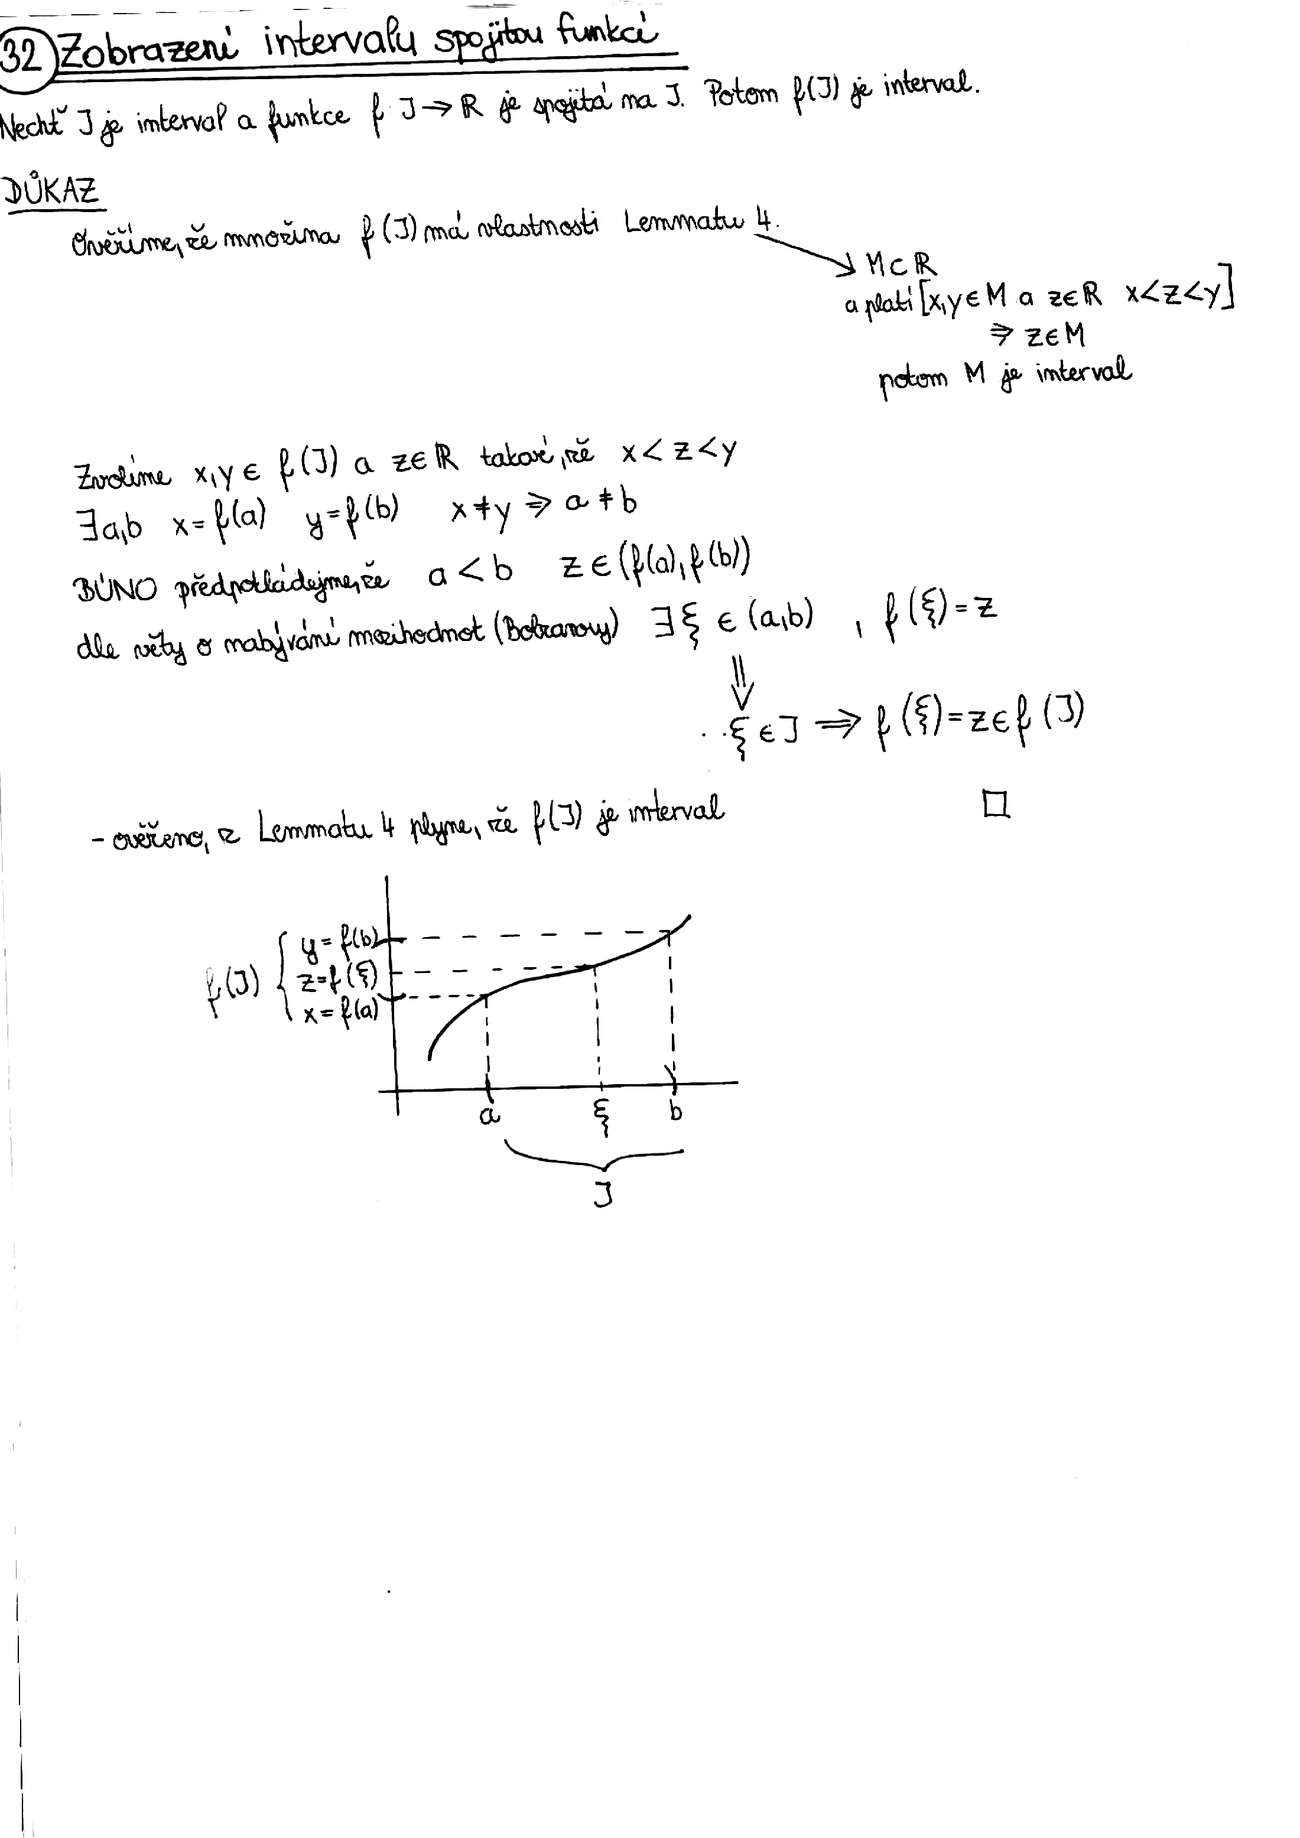 32 Zobrazení intervalu spojitou funkcí
Nechť J je interval a funkce f J → ℝ je spojitá na J. Potom f(J) je interval.
DŮKAZ
Ověříme, že množina f(J) má vlastnosti Lemmatu 4.
M ⊂ ℝ
a platí [x,y ∈ M a z ∈ ℝ x < z < y]
⇒ z ∈ M
potom M je interval
Zvolíme x,y ∈ f(J) a z ∈ ℝ takové, že x < z < y
∃a,b x = f(a) y = f(b) x ≠ y ⇒ a ≠ b
BÚNO předpokládejme, že a < b z ∈ (f(a), f(b))
dle věty o nabývání mezihodnot (Bolzanovy) ∃ξ ∈ (a,b) , f(ξ) = z
⇓
ξ ∈ J ⇒ f(ξ) = z ∈ f(J)
- ověřeno, z Lemmatu 4 plyne, že f(J) je interval □
y = f(b)
f(J) { z = f(ξ)
x = f(a)
a ξ b
J